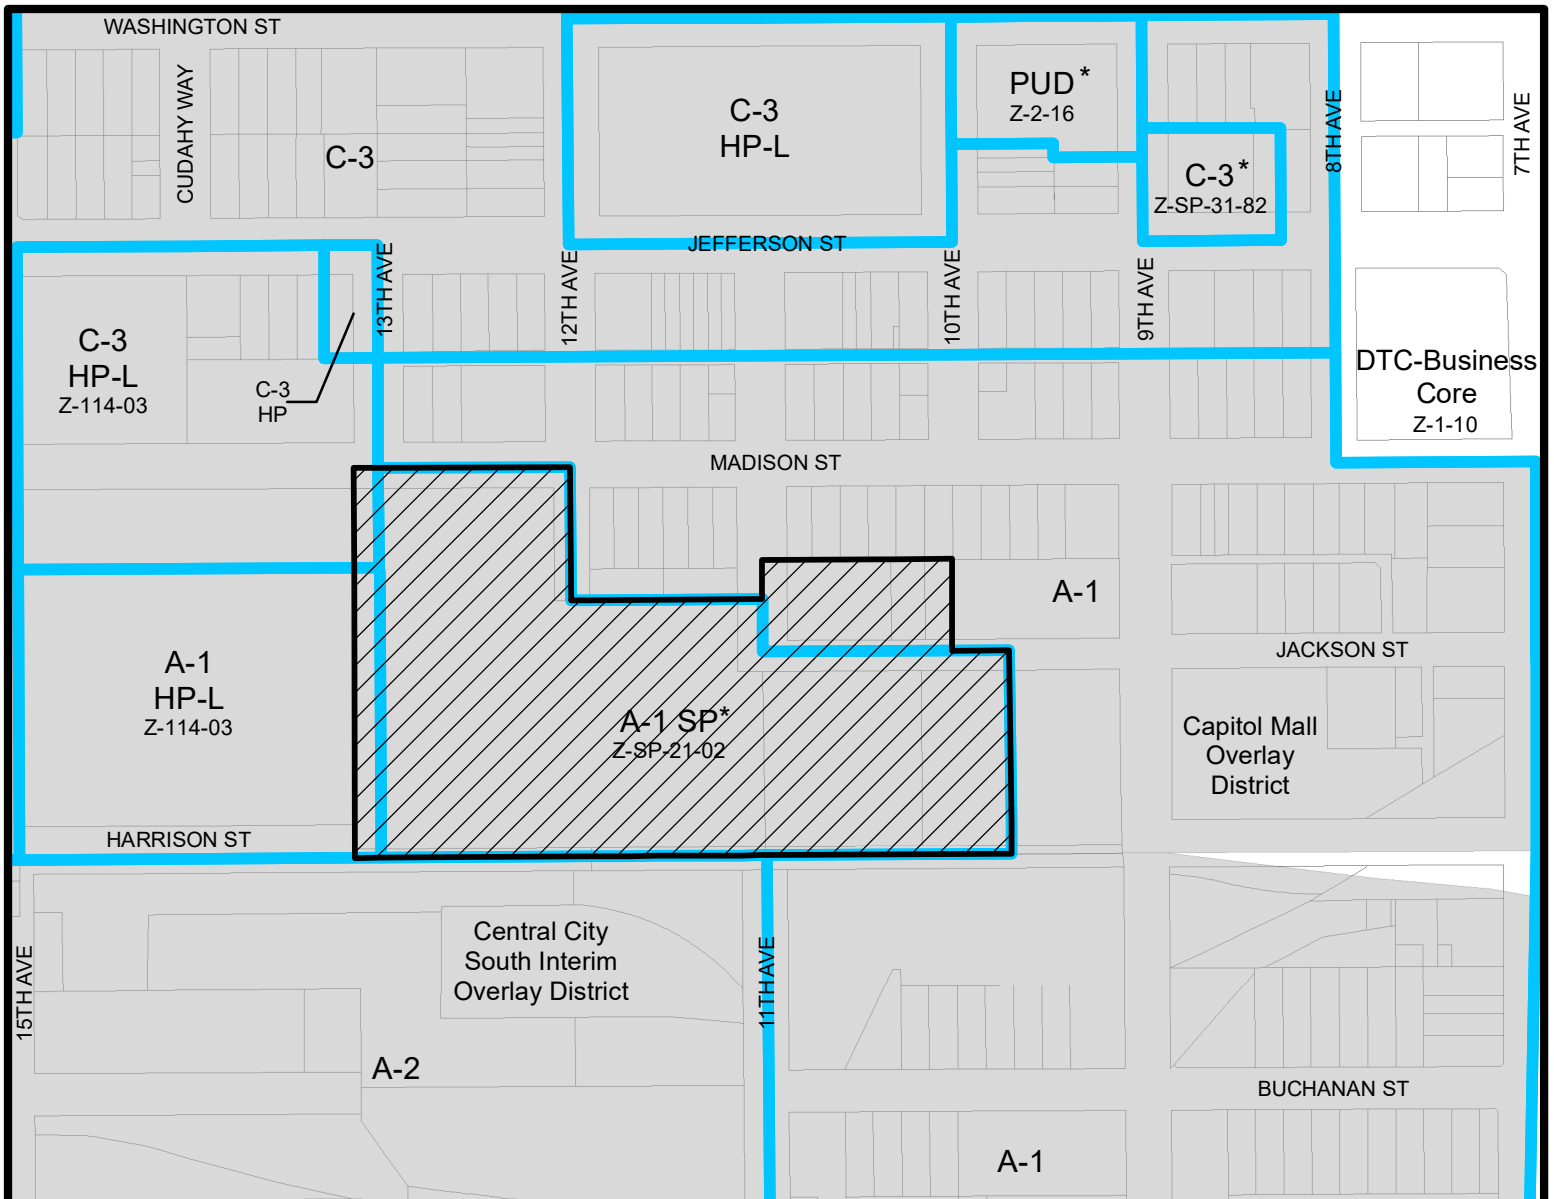 WASHINGTON ST
CUDAHY WAY
C-3
C-3
HP-L
PUD*
Z-2-16
C-3*
Z-SP-31-82
8TH AVE
7TH AVE
JEFFERSON ST
13TH AVE
12TH AVE
10TH AVE
9TH AVE
C-3
HP-L
Z-114-03
C-3
HP
DTC-Business
Core
Z-1-10
MADISON ST
A-1
JACKSON ST
A-1
HP-L
Z-114-03
A-1 SP*
Z-SP-21-02
Capitol Mall
Overlay
District
HARRISON ST
Central City
South Interim
Overlay District
15TH AVE
11TH AVE
A-2
BUCHANAN ST
A-1